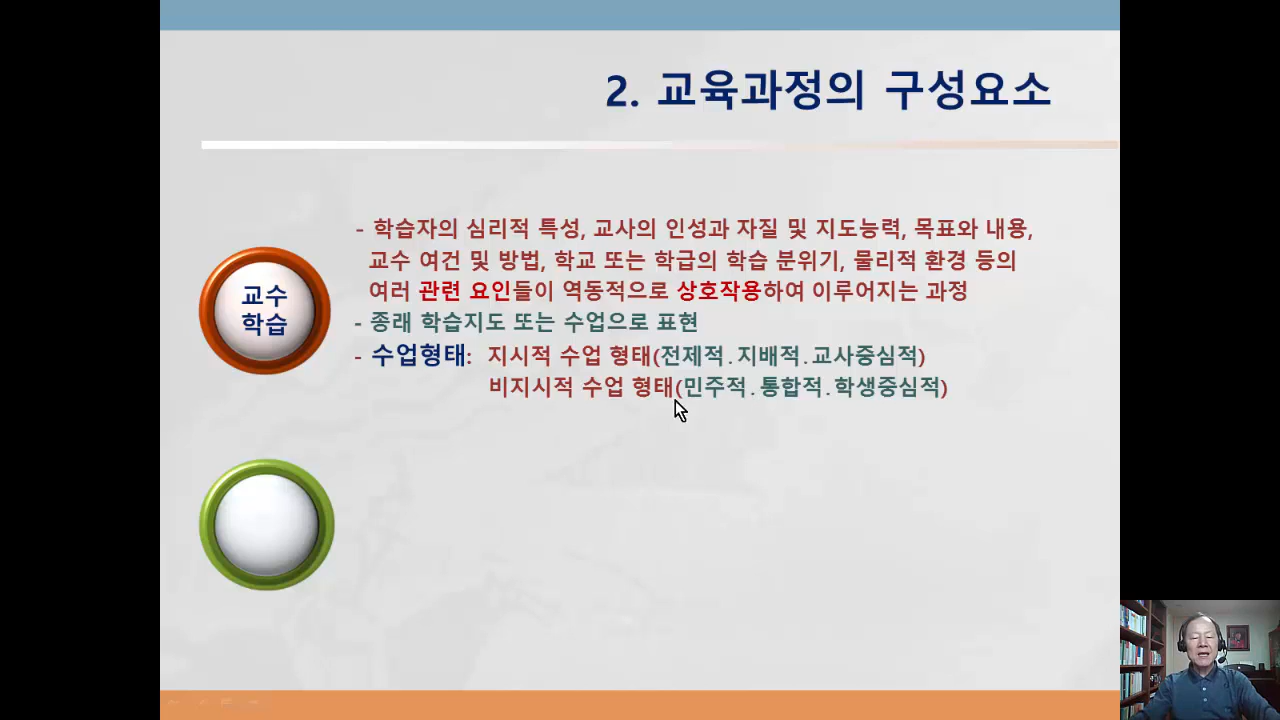 2. 교육과정의 구성요소
교수
학습
- 학습자의 심리적 특성, 교사의 인성과 자질 및 지도능력, 목표와 내용,
교수 여건 및 방법, 학교 또는 학급의 학습 분위기, 물리적 환경 등의
여러 관련 요인들이 역동적으로 상호작용하여 이루어지는 과정
- 종래 학습지도 또는 수업으로 표현
- 수업형태: 지시적 수업 형태(전제적.지배적.교사중심적)
비지시적 수업 형태(민주적.통합적.학생중심적)